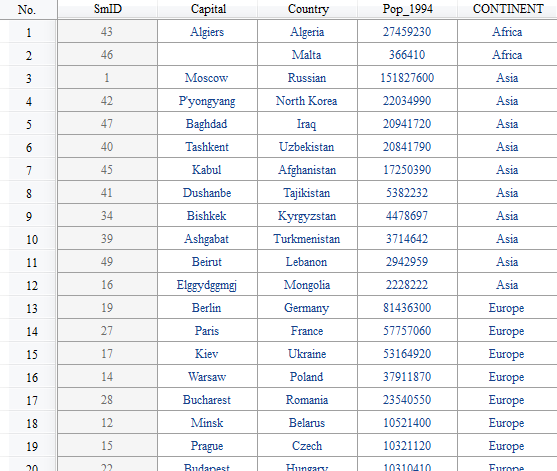 No. SmID Capital Country Pop_1994 CONTINENT
1 43 Algiers Algeria 27459230 Africa
2 46 Malta 366410 Africa
3 1 Moscow Russian 151827600 Asia
4 42 P'yongyang North Korea 22034990 Asia
5 47 Baghdad Iraq 20941720 Asia
6 40 Tashkent Uzbekistan 20841790 Asia
7 45 Kabul Afghanistan 17250390 Asia
8 41 Dushanbe Tajikistan 5382232 Asia
9 34 Bishkek Kyrgyzstan 4478697 Asia
10 39 Ashgabat Turkmenistan 3714642 Asia
11 49 Beirut Lebanon 2942959 Asia
12 16 Elggydggmgj Mongolia 2228222 Asia
13 19 Berlin Germany 81436300 Europe
14 27 Paris France 57757060 Europe
15 17 Kiev Ukraine 53164920 Europe
16 14 Warsaw Poland 37911870 Europe
17 28 Bucharest Romania 23540550 Europe
18 12 Minsk Belarus 10521400 Europe
19 15 Prague Czech 10321120 Europe
20 22 Budapest Hungary 10310410 Europe